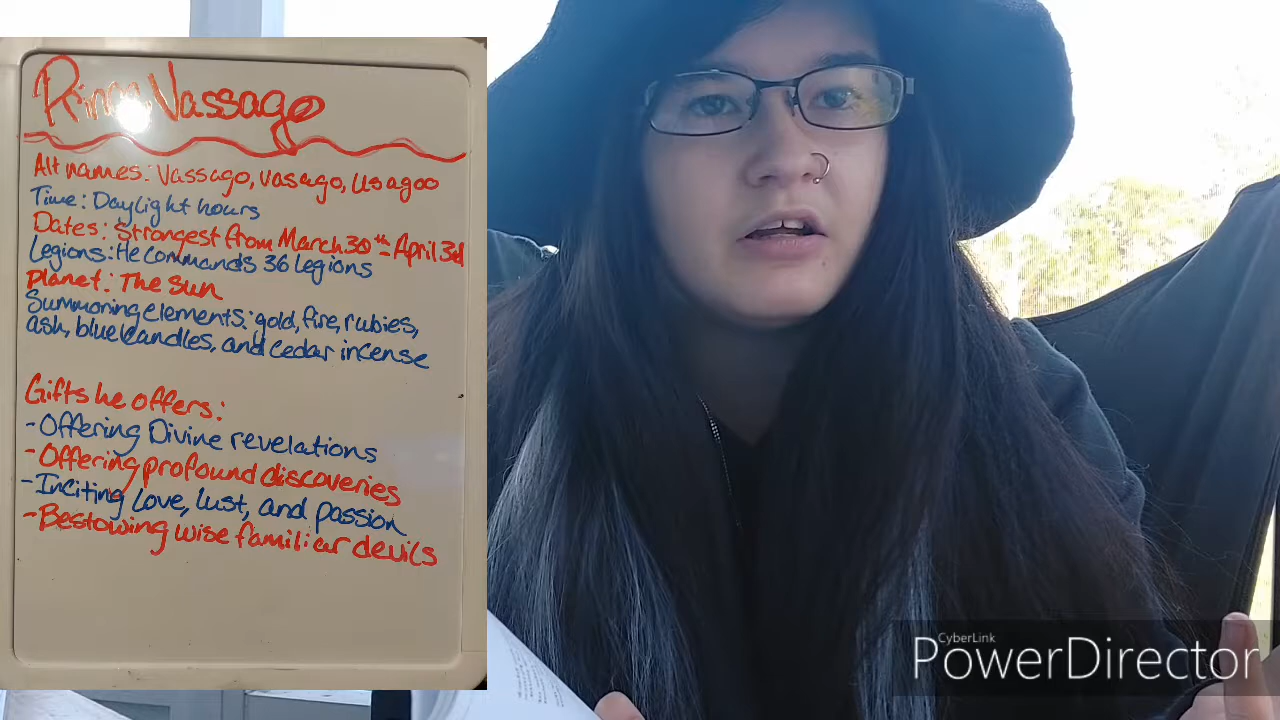 Prince Vassago
Alt names: Vassago, Vasago, Usagoo
Time: Daylight hours
Dates: Strongest from March 30th - April 3d
Legions: He commands 36 legions
Planet: The Sun
Summoning elements: gold, fire, rubies,
ash, blue candles, and cedar incense
Gifts he offers:
- Offering Divine revelations
- Offering profound discoveries
- Inciting Love, lust, and passion
- Bestowing wise familiar devils
CyberLink
PowerDirector